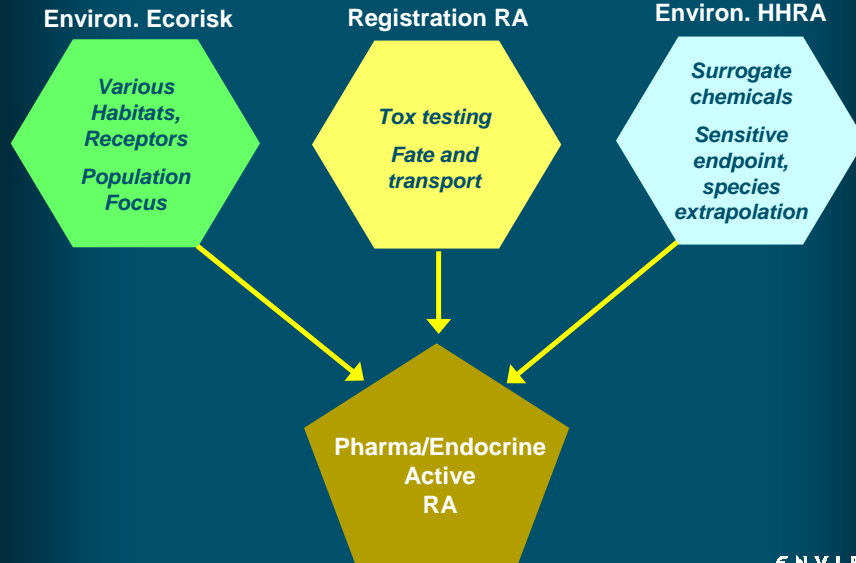 Environ. Ecorisk
Registration RA
Environ. HHRA
Various
Habitats,
Receptors
Population
Focus
Tox testing
Fate and
transport
Surrogate
chemicals
Sensitive
endpoint,
species
extrapolation
Pharma/Endocrine
Active
RA